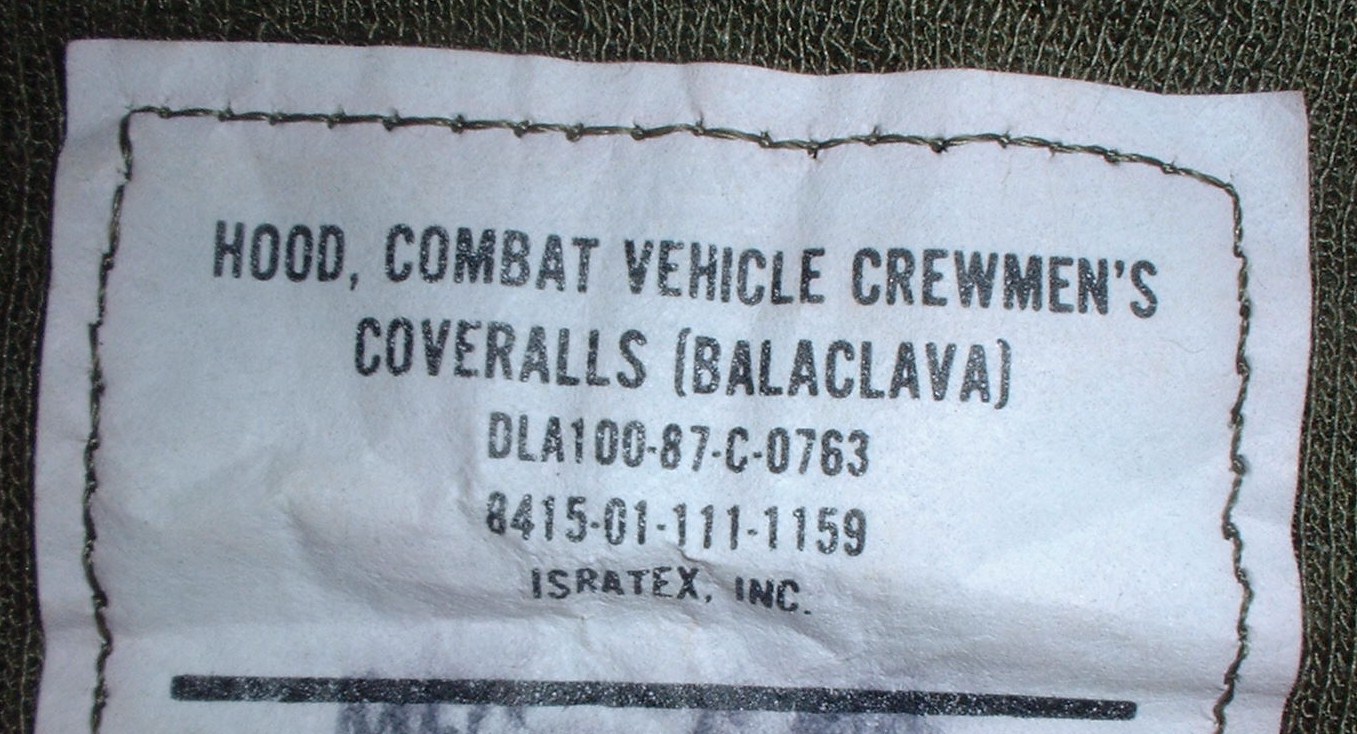 HOOD, COMBAT VEHICLE CREWMEN'S
COVERALLS (BALACLAVA)
DLA100-87-C-0763
8415-01-111-1159
ISRATEX, INC.